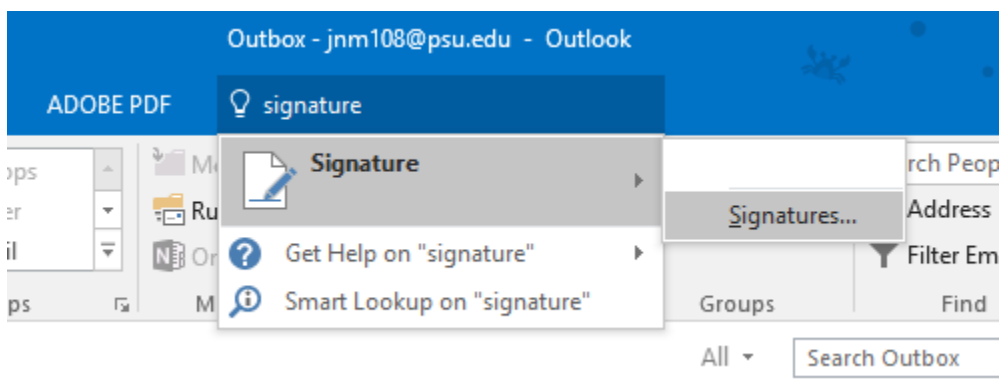 Outbox - jnm108@psu.edu - Outlook
ADOBE PDF
signature
Signature
Signatures...
Get Help on "signature"
Smart Lookup on "signature"
Ru
Address
Filter Em
Groups
Find
All
Search Outbox